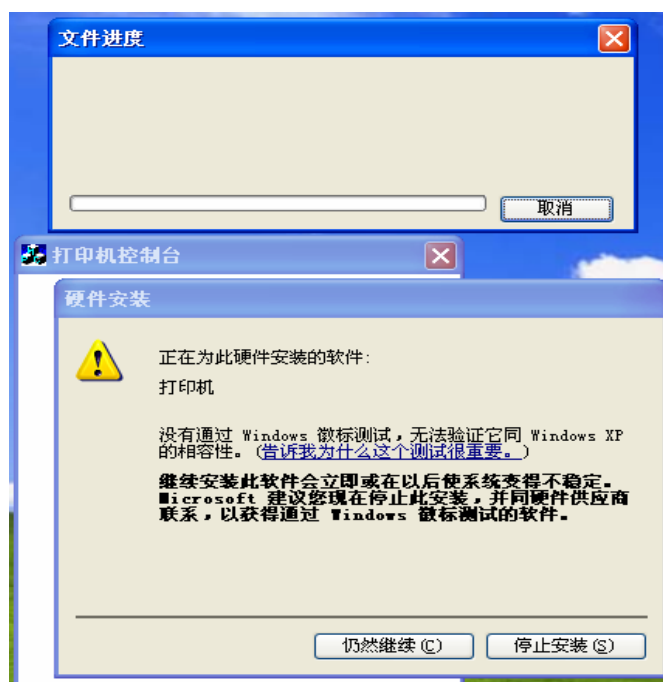 文件进度
取消
打印机控制台
硬件安装
正在为此硬件安装的软件:
打印机
没有通过 Windows 徽标测试，无法验证它同 Windows XP
的相容性。(告诉我为什么这个测试很重要。)
继续安装此软件会立即或在以后使系统变得不稳定。
Microsoft 建议您现在停止此安装，并同硬件供应商
联系，以获得通过 Windows 徽标测试的软件。
仍然继续(C)
停止安装(S)